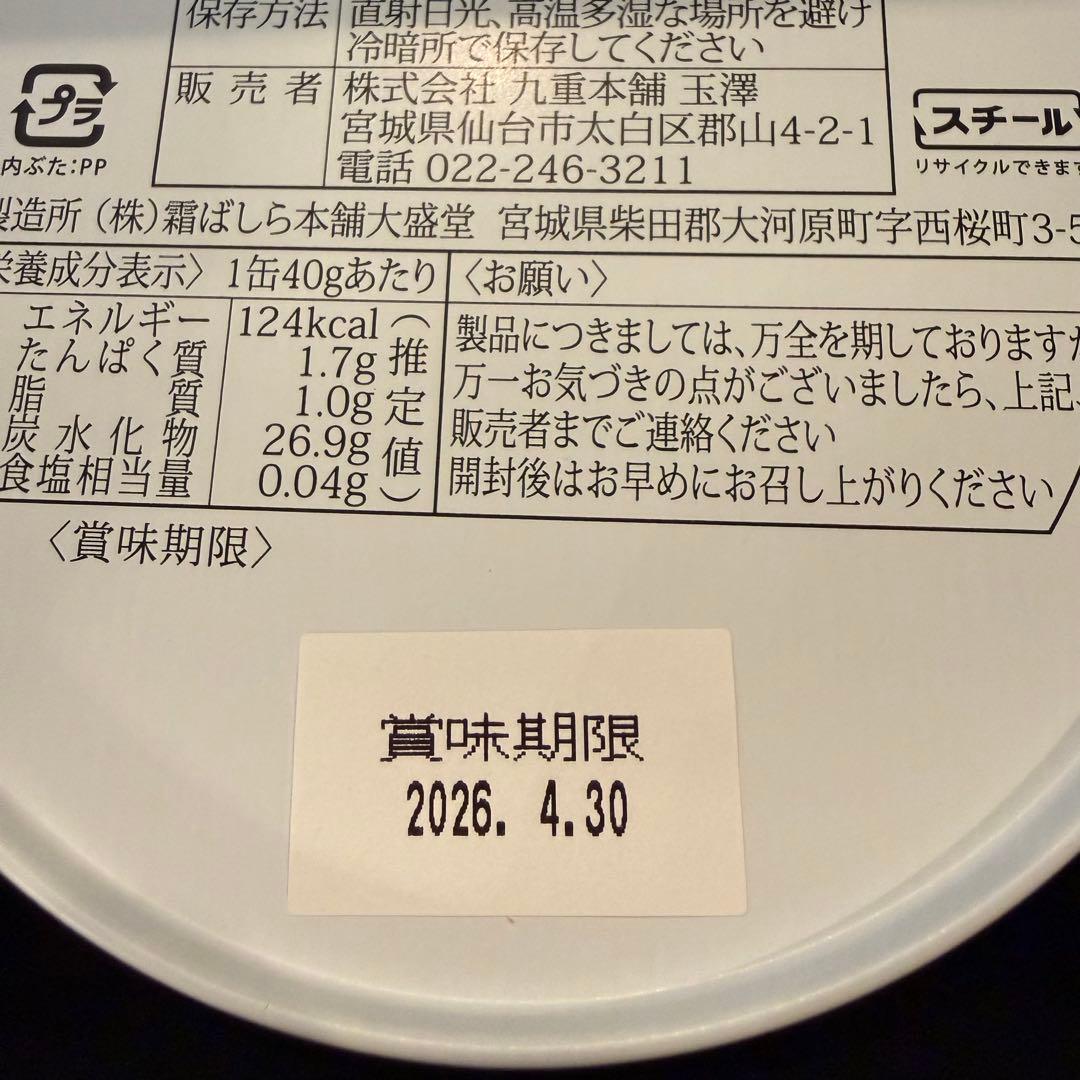 保存方法 直射日光、高温多湿な場所を避け
冷暗所で保存してください
プラ
内ぶた:PP
販売者 株式会社 九重本舗 玉澤
宮城県仙台市太白区郡山4-2-1
電話 022-246-3211
スチール
リサイクルできます
製造所 (株)霜ばしら本舗大盛堂 宮城県柴田郡大河原町字西桜町3-5
栄養成分表示〉 1缶40gあたり
エネルギー 124kcal
たんぱく質 1.7g
脂質 1.0g
炭水化物 26.9g
食塩相当量 0.04g
(推定値)
〈お願い〉
製品につきましては、万全を期しておりますが
万一お気づきの点がございましたら、上記、
販売者までご連絡ください
開封後はお早めにお召し上がりください
〈賞味期限〉
賞味期限
2026. 4.30